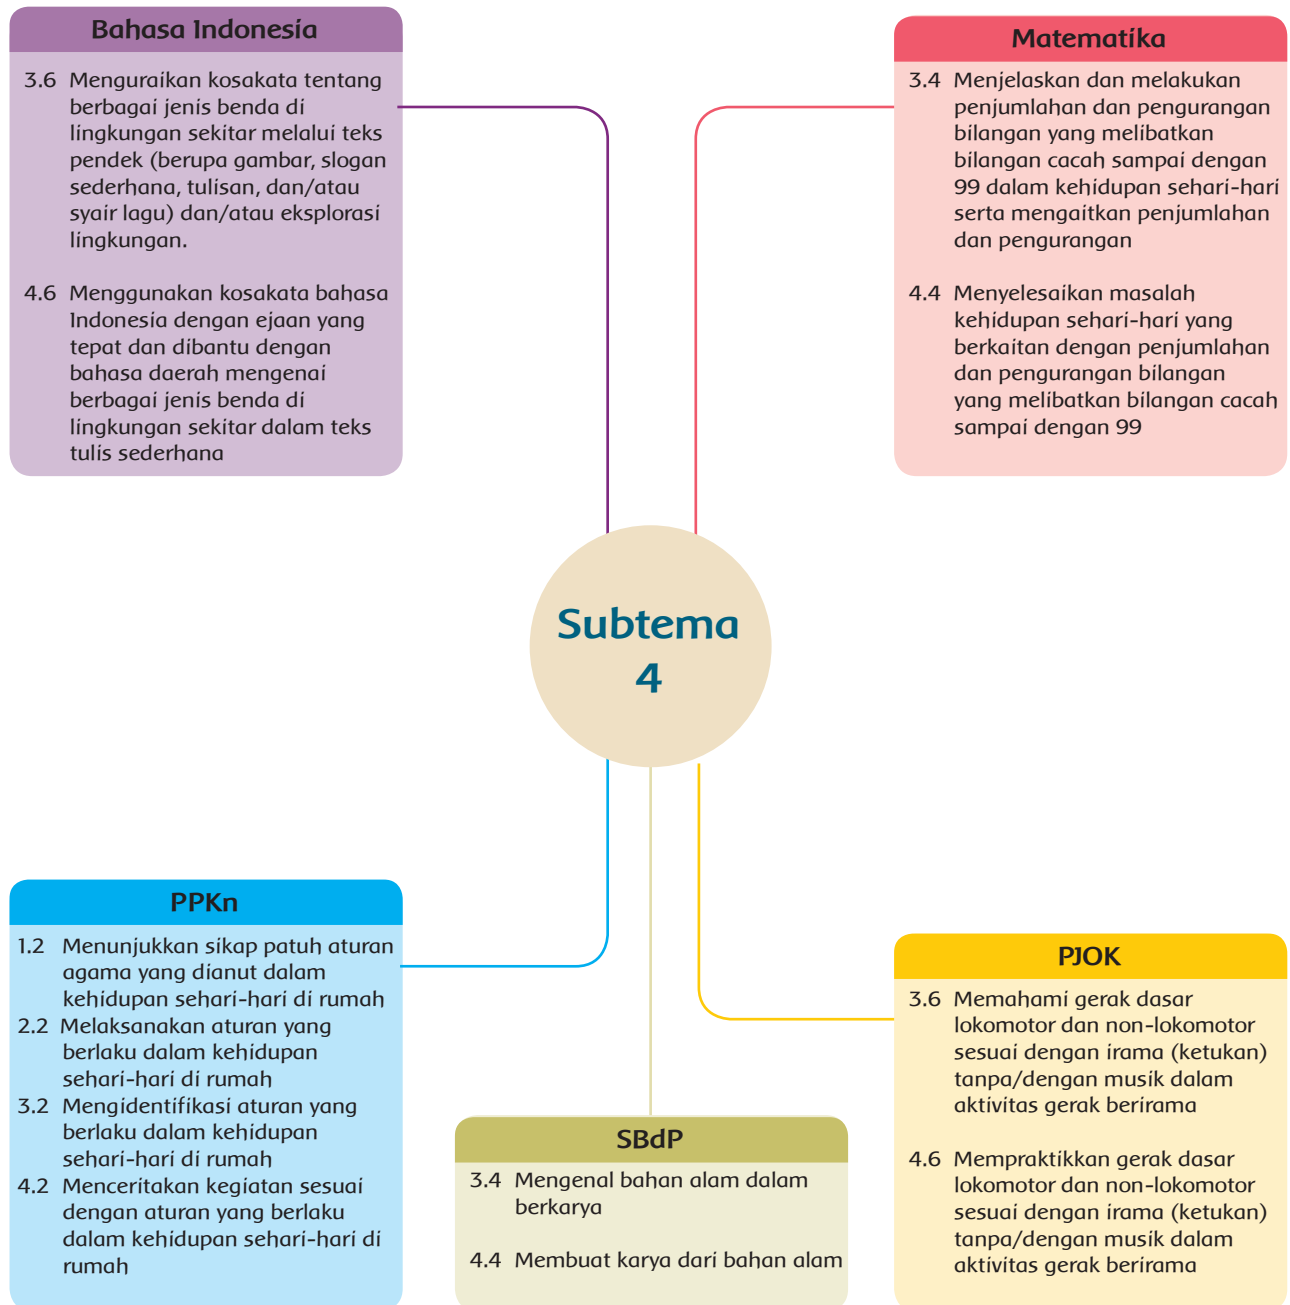 Bahasa Indonesia
3.6 Menguraikan kosakata tentang
berbagai jenis benda di
lingkungan sekitar melalui teks
pendek (berupa gambar, slogan
sederhana, tulisan, dan/atau
syair lagu) dan/atau eksplorasi
lingkungan.
4.6 Menggunakan kosakata bahasa
Indonesia dengan ejaan yang
tepat dan dibantu dengan
bahasa daerah mengenai
berbagai jenis benda di
lingkungan sekitar dalam teks
tulis sederhana
Matematika
3.4 Menjelaskan dan melakukan
penjumlahan dan pengurangan
bilangan yang melibatkan
bilangan cacah sampai dengan
99 dalam kehidupan sehari-hari
serta mengaitkan penjumlahan
dan pengurangan
4.4 Menyelesaikan masalah
kehidupan sehari-hari yang
berkaitan dengan penjumlahan
dan pengurangan bilangan
yang melibatkan bilangan cacah
sampai dengan 99
Subtema
4
PPKn
1.2 Menunjukkan sikap patuh aturan
agama yang dianut dalam
kehidupan sehari-hari di rumah
2.2 Melaksanakan aturan yang
berlaku dalam kehidupan
sehari-hari di rumah
3.2 Mengidentifikasi aturan yang
berlaku dalam kehidupan
sehari-hari di rumah
4.2 Menceritakan kegiatan sesuai
dengan aturan yang berlaku
dalam kehidupan sehari-hari di
rumah
SBdP
3.4 Mengenal bahan alam dalam
berkarya
4.4 Membuat karya dari bahan alam
PJOK
3.6 Memahami gerak dasar
lokomotor dan non-lokomotor
sesuai dengan irama (ketukan)
tanpa/dengan musik dalam
aktivitas gerak berirama
4.6 Mempraktikkan gerak dasar
lokomotor dan non-lokomotor
sesuai dengan irama (ketukan)
tanpa/dengan musik dalam
aktivitas gerak berirama